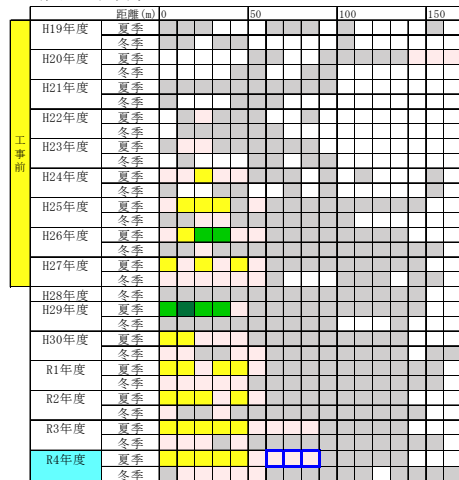 距離(m) 0 50 100 150
工事前
H19年度 夏季
冬季
H20年度 夏季
冬季
H21年度 夏季
冬季
H22年度 夏季
冬季
H23年度 夏季
冬季
H24年度 夏季
冬季
H25年度 夏季
冬季
H26年度 夏季
冬季
H27年度 夏季
冬季
H28年度 冬季
H29年度 夏季
冬季
H30年度 夏季
冬季
R1年度 夏季
冬季
R2年度 夏季
冬季
R3年度 夏季
冬季
R4年度 夏季
冬季